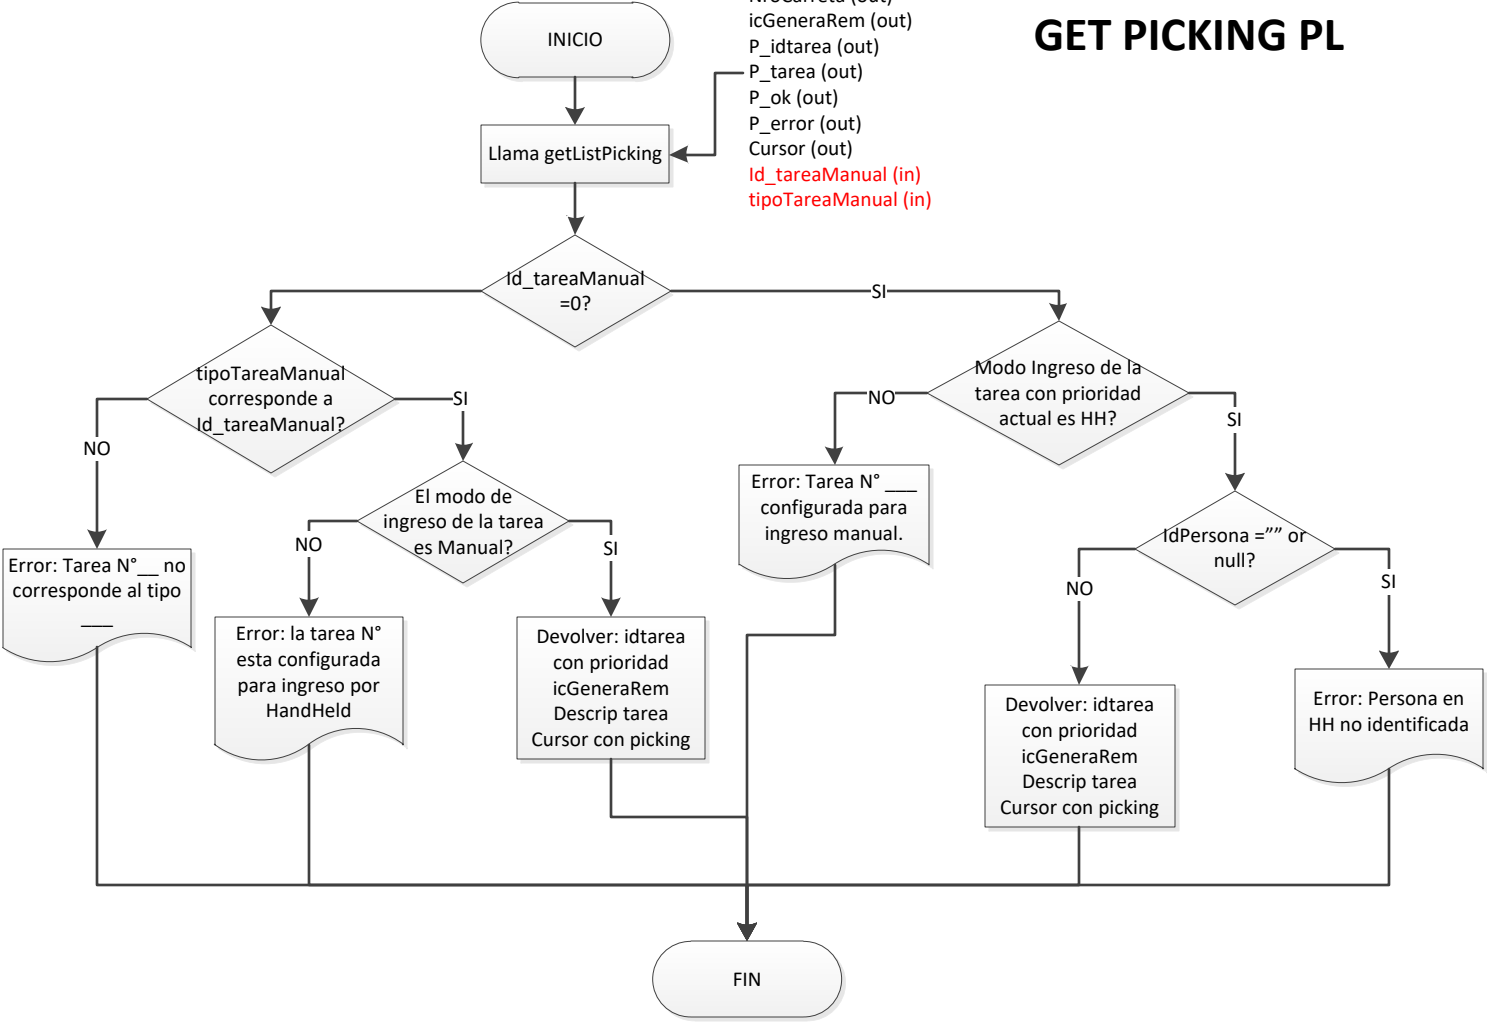 GET PICKING PL
INICIO
icGeneraRem (out)
P_idtarea (out)
P_tarea (out)
P_ok (out)
P_error (out)
Cursor (out)
Id_tareaManual (in)
tipoTareaManual (in)
Llama getListPicking
Id_tareaManual
=0?
SI
tipoTareaManual
corresponde a
Id_tareaManual?
NO
SI
Modo Ingreso de la
tarea con prioridad
actual es HH?
NO
SI
El modo de
ingreso de la tarea
es Manual?
NO
SI
Error: Tarea N° ___
configurada para
ingreso manual.
IdPersona =”” or
null?
NO
SI
Error: Tarea N°__ no
corresponde al tipo
___
Error: la tarea N°
esta configurada
para ingreso por
HandHeld
Devolver: idtarea
con prioridad
icGeneraRem
Descrip tarea
Cursor con picking
Devolver: idtarea
con prioridad
icGeneraRem
Descrip tarea
Cursor con picking
Error: Persona en
HH no identificada
FIN